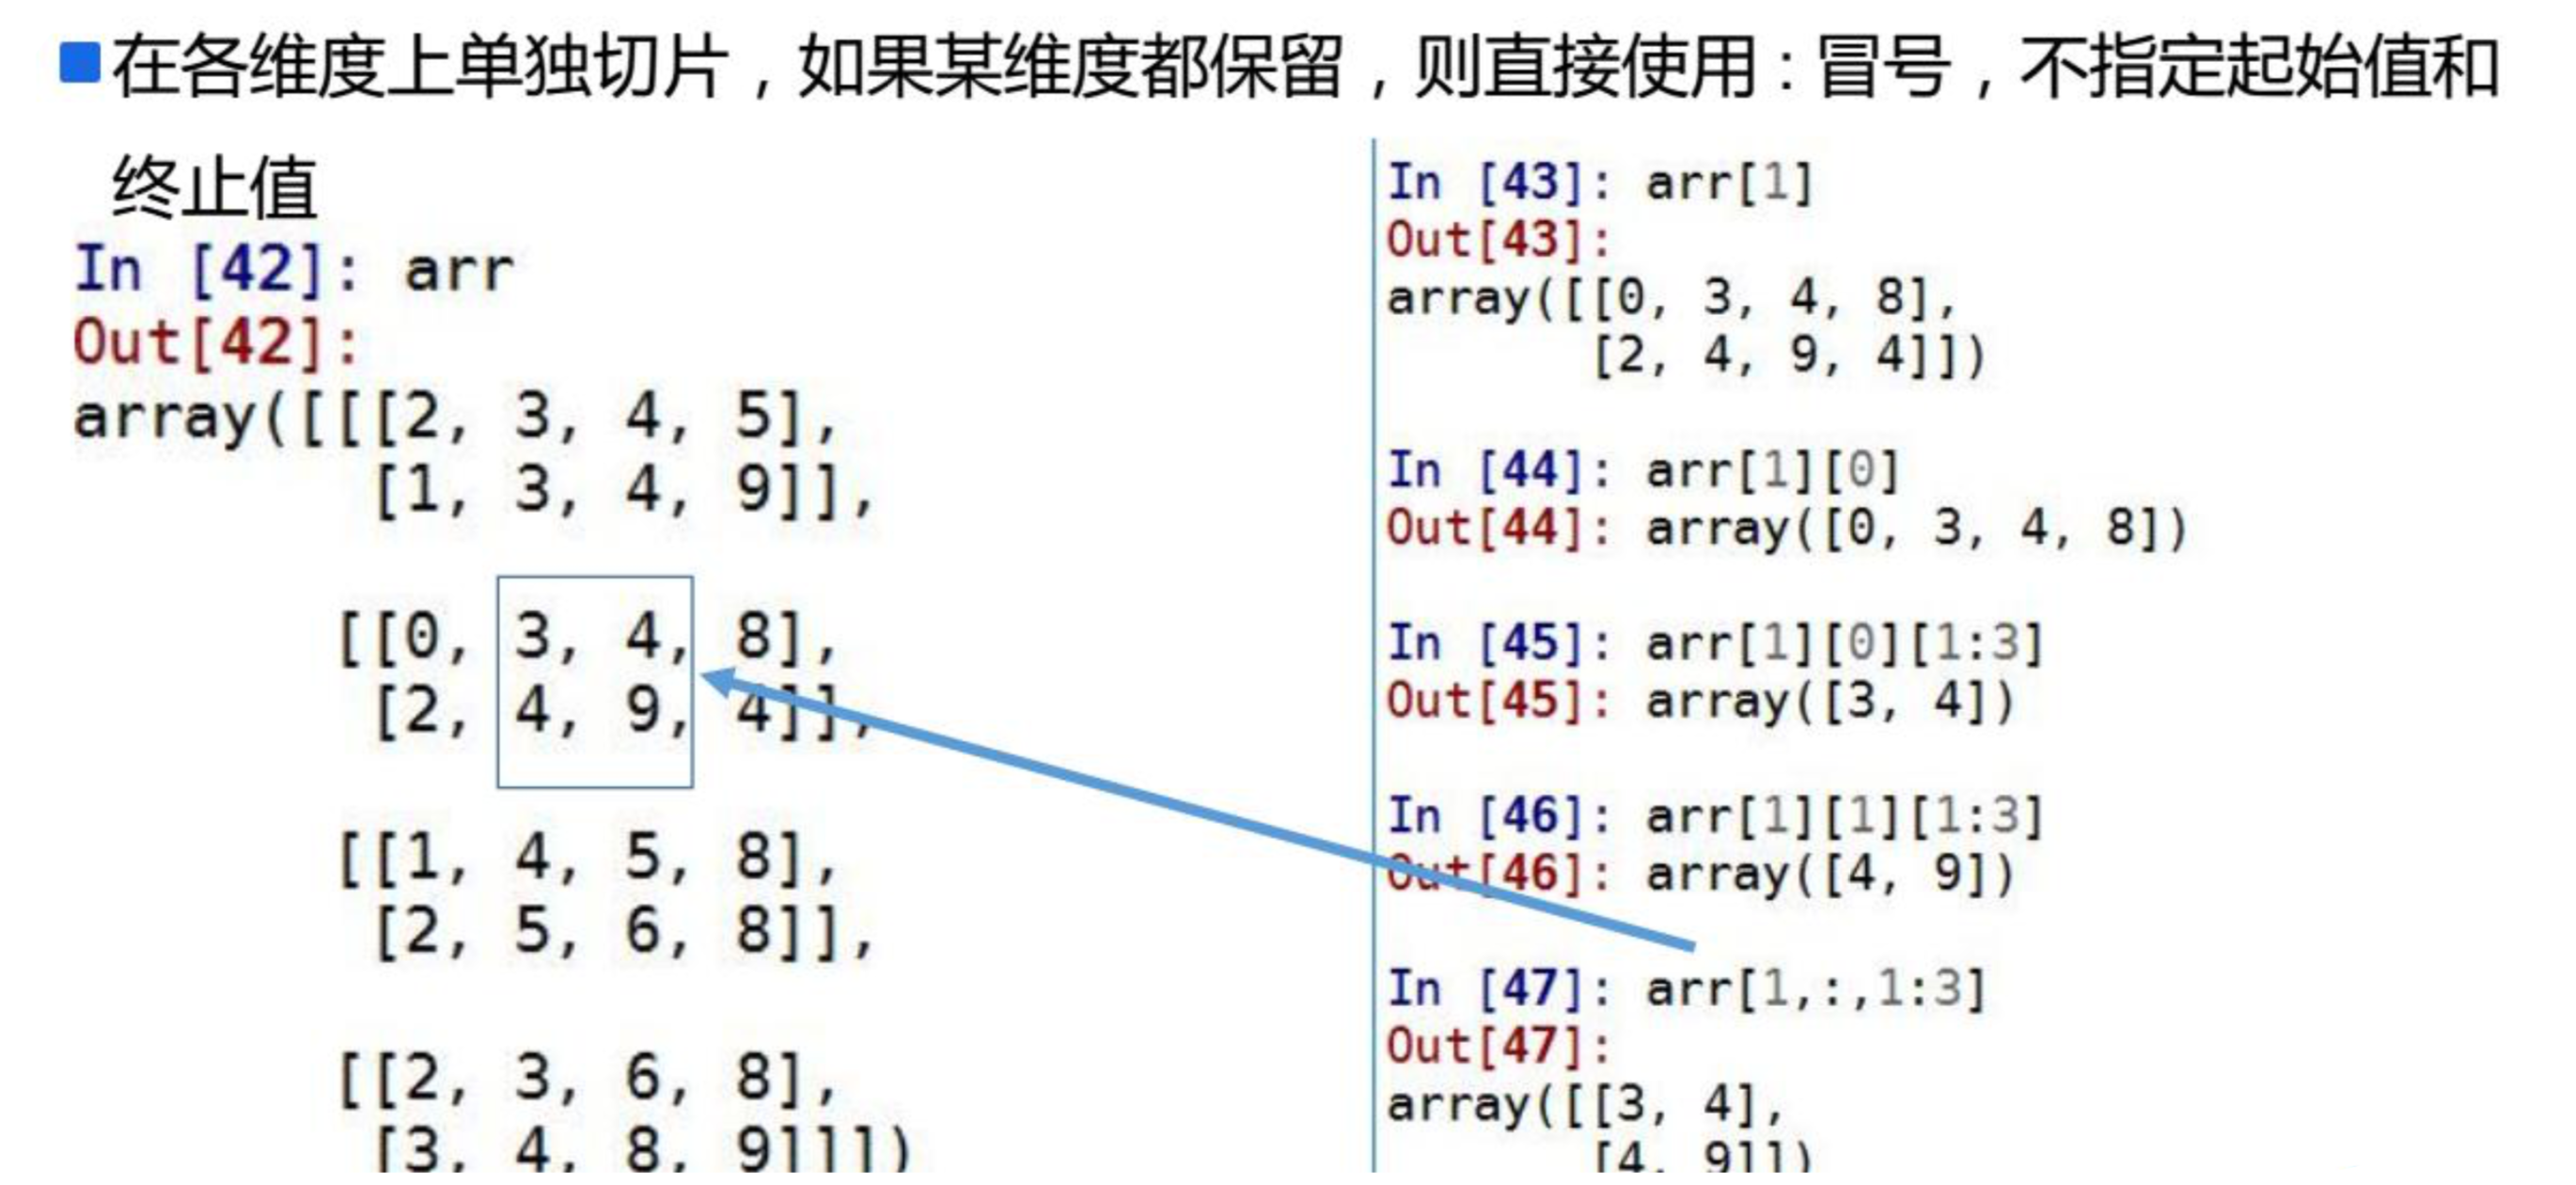 在各维度上单独切片，如果某维度都保留，则直接使用：冒号，不指定起始值和
终止值
In [42]: arr
Out[42]:
array([[[2, 3, 4, 5],
[1, 3, 4, 9]],
[[0, 3, 4, 8],
[2, 4, 9, 4]],
[[1, 4, 5, 8],
[2, 5, 6, 8]],
[[2, 3, 6, 8],
[3, 4, 8, 9]]])
In [43]: arr[1]
Out[43]:
array([[0, 3, 4, 8],
[2, 4, 9, 4]])
In [44]: arr[1][0]
Out[44]: array([0, 3, 4, 8])
In [45]: arr[1][0][1:3]
Out[45]: array([3, 4])
In [46]: arr[1][1][1:3]
Out[46]: array([4, 9])
In [47]: arr[1,:,1:3]
Out[47]:
array([[3, 4],
[4, 9]])